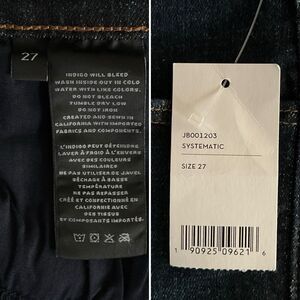 27
INDIGO WILL BLEED
WASH INSIDE OUT IN COLD
WATER WITH LIKE COLORS.
DO NOT BLEACH
TUMBLE DRY LOW
DO NOT IRON
CREATED AND SEWN IN
CALIFORNIA WITH IMPORTED
FABRICS AND COMPONENTS.
L'INDIGO PEUT DÉTEINDRE
LAVER À FROID À L'ENVERS
AVEC DES COULEURS
SIMILAIRES
NE PAS UTILISER
D'EAU DE JAVEL
SÉCHAGE À BASSE
TEMPÉRATURE
NE PAS REPASSER
CRÉÉ ET CONFECTIONNÉ EN
CALIFORNIE AVEC
DES TISSUS
ET COMPOSANTS IMPORTÉS.
JB001203
SYSTEMATIC
SIZE 27
1 90925 09621 6